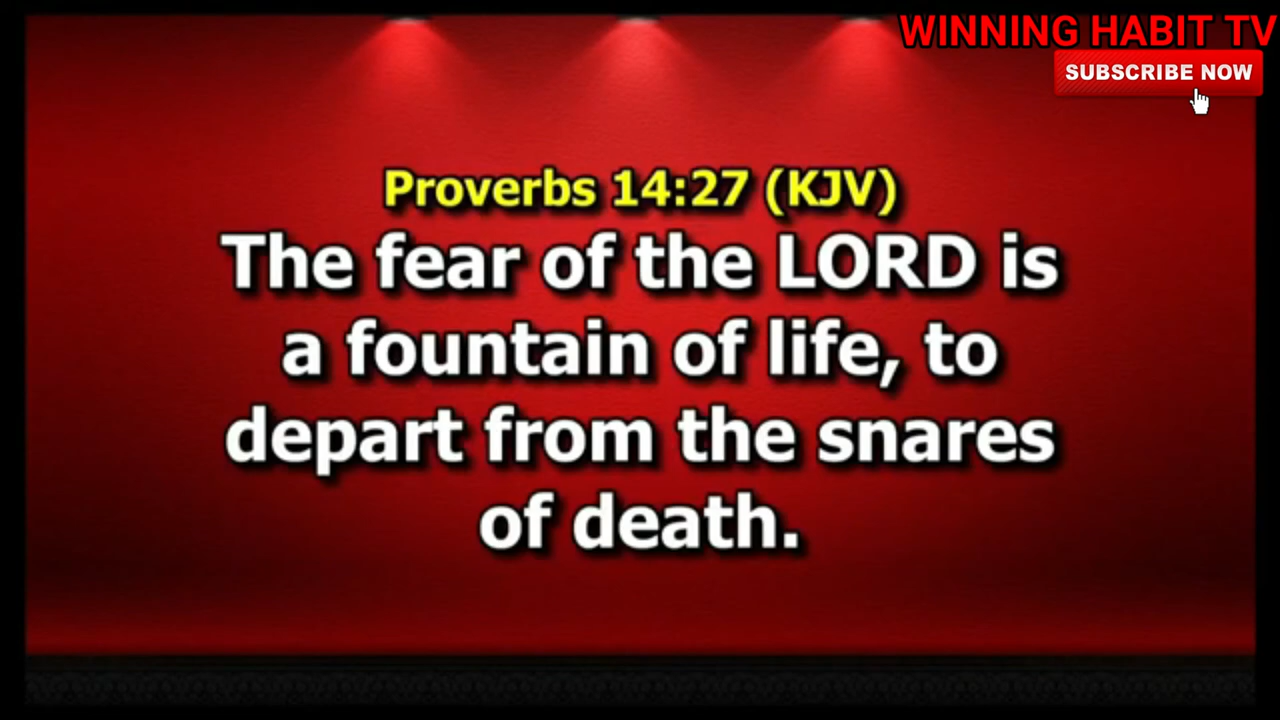 WINNING HABIT TV
SUBSCRIBE NOW
Proverbs 14:27 (KJV)
The fear of the LORD is
a fountain of life, to
depart from the snares
of death.